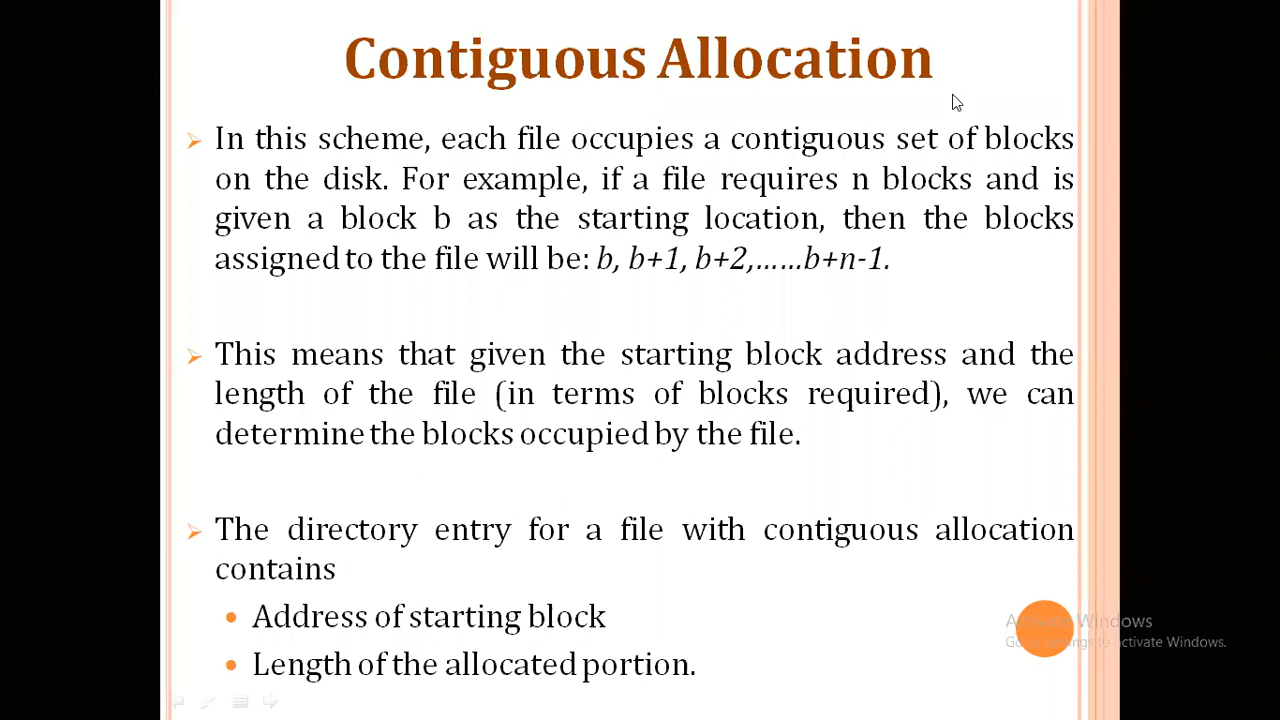 Contiguous Allocation
In this scheme, each file occupies a contiguous set of blocks
on the disk. For example, if a file requires n blocks and is
given a block b as the starting location, then the blocks
assigned to the file will be: b, b+1, b+2,……b+n-1.
This means that given the starting block address and the
length of the file (in terms of blocks required), we can
determine the blocks occupied by the file.
The directory entry for a file with contiguous allocation
contains
Address of starting block
Length of the allocated portion.
Activate Windows
Go to Settings to activate Windows.